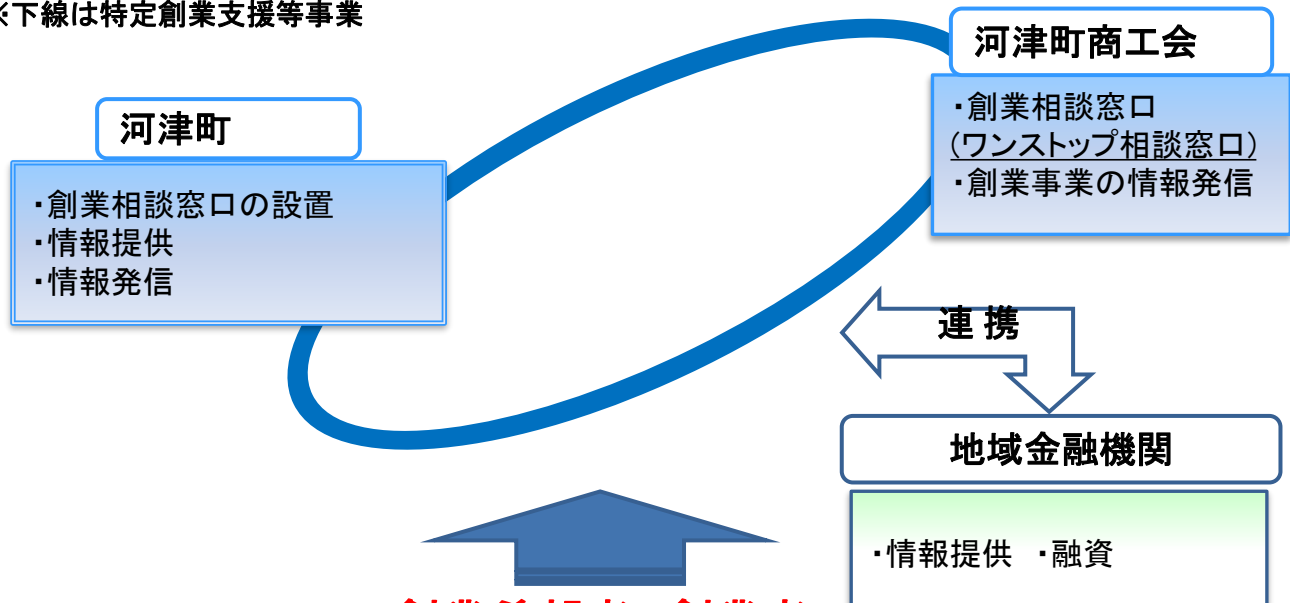 ※下線は特定創業支援等事業
河津町商工会
・創業相談窓口
(ワンストップ相談窓口)
・創業事業の情報発信
河津町
・創業相談窓口の設置
・情報提供
・情報発信
連 携
地域金融機関
・情報提供 ・融資